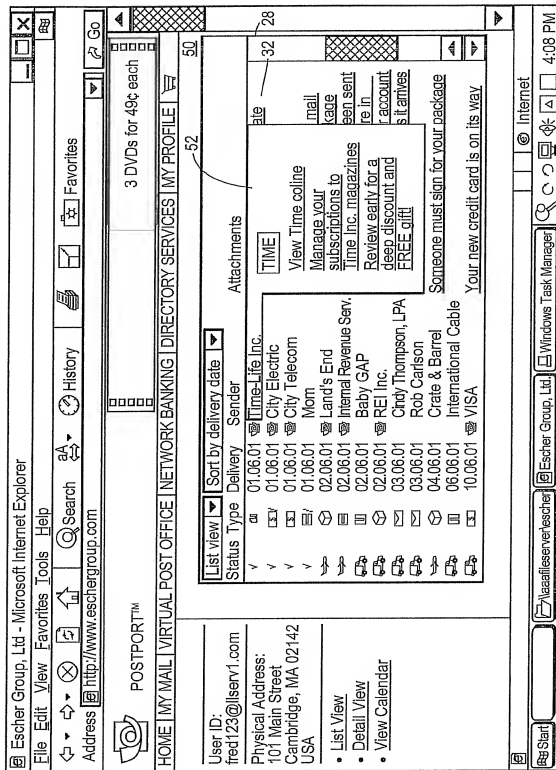 Escher Group, Ltd - Microsoft Internet Explorer
File Edit View Favorites Tools Help
Search aA History Favorites
Address http://www.eschergroup.com Go
POSTPORT™ 3 DVDs for 49¢ each
HOME MY MAIL VIRTUAL POST OFFICE NETWORK BANKING DIRECTORY SERVICES MY PROFILE
User ID:
fred123@llserv1.com
Physical Address:
101 Main Street
Cambridge, MA 02142
USA
• List View
• Detail View
• View Calendar
50
52
32
28
List view Sort by delivery date
Status Type Delivery Sender Attachments
√ 01.06.01 Time-Life Inc. ate
√ $ / 01.06.01 City Electric
√ $ / 01.06.01 City Telecom
√ / 01.06.01 Mom mail
02.06.01 Land's End kage
02.06.01 Internal Revenue Serv. een sent
02.06.01 Baby GAP re in
02.06.01 REI Inc. r account
03.06.01 Cindy Thompson, LPA s it arrives
03.06.01 Rob Carlson
04.06.01 Crate & Barrel Someone must sign for your package
06.06.01 International Cable
$ 10.06.01 VISA Your new credit card is on its way
TIME
View Time coline
Manage your
subscriptions to
Time Inc. magazines
Review early for a
deep discount and
FREE gift!
Internet
Start \\aaafileserver\escher Escher Group, Ltd. Windows Task Manager 4:08 PM